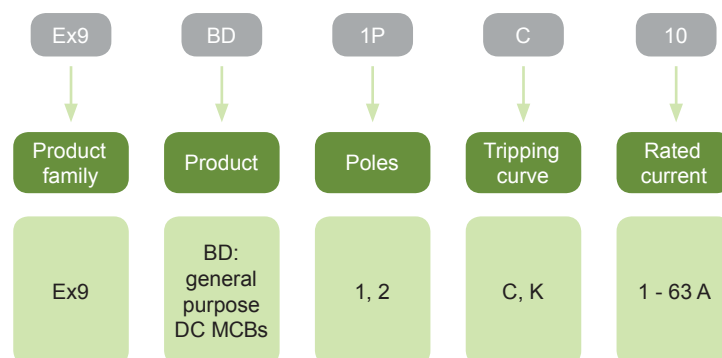 Ex9
BD
1P
C
10
Product
family
Product
Poles
Tripping
curve
Rated
current
Ex9
BD:
general
purpose
DC MCBs
1, 2
C, K
1 - 63 A